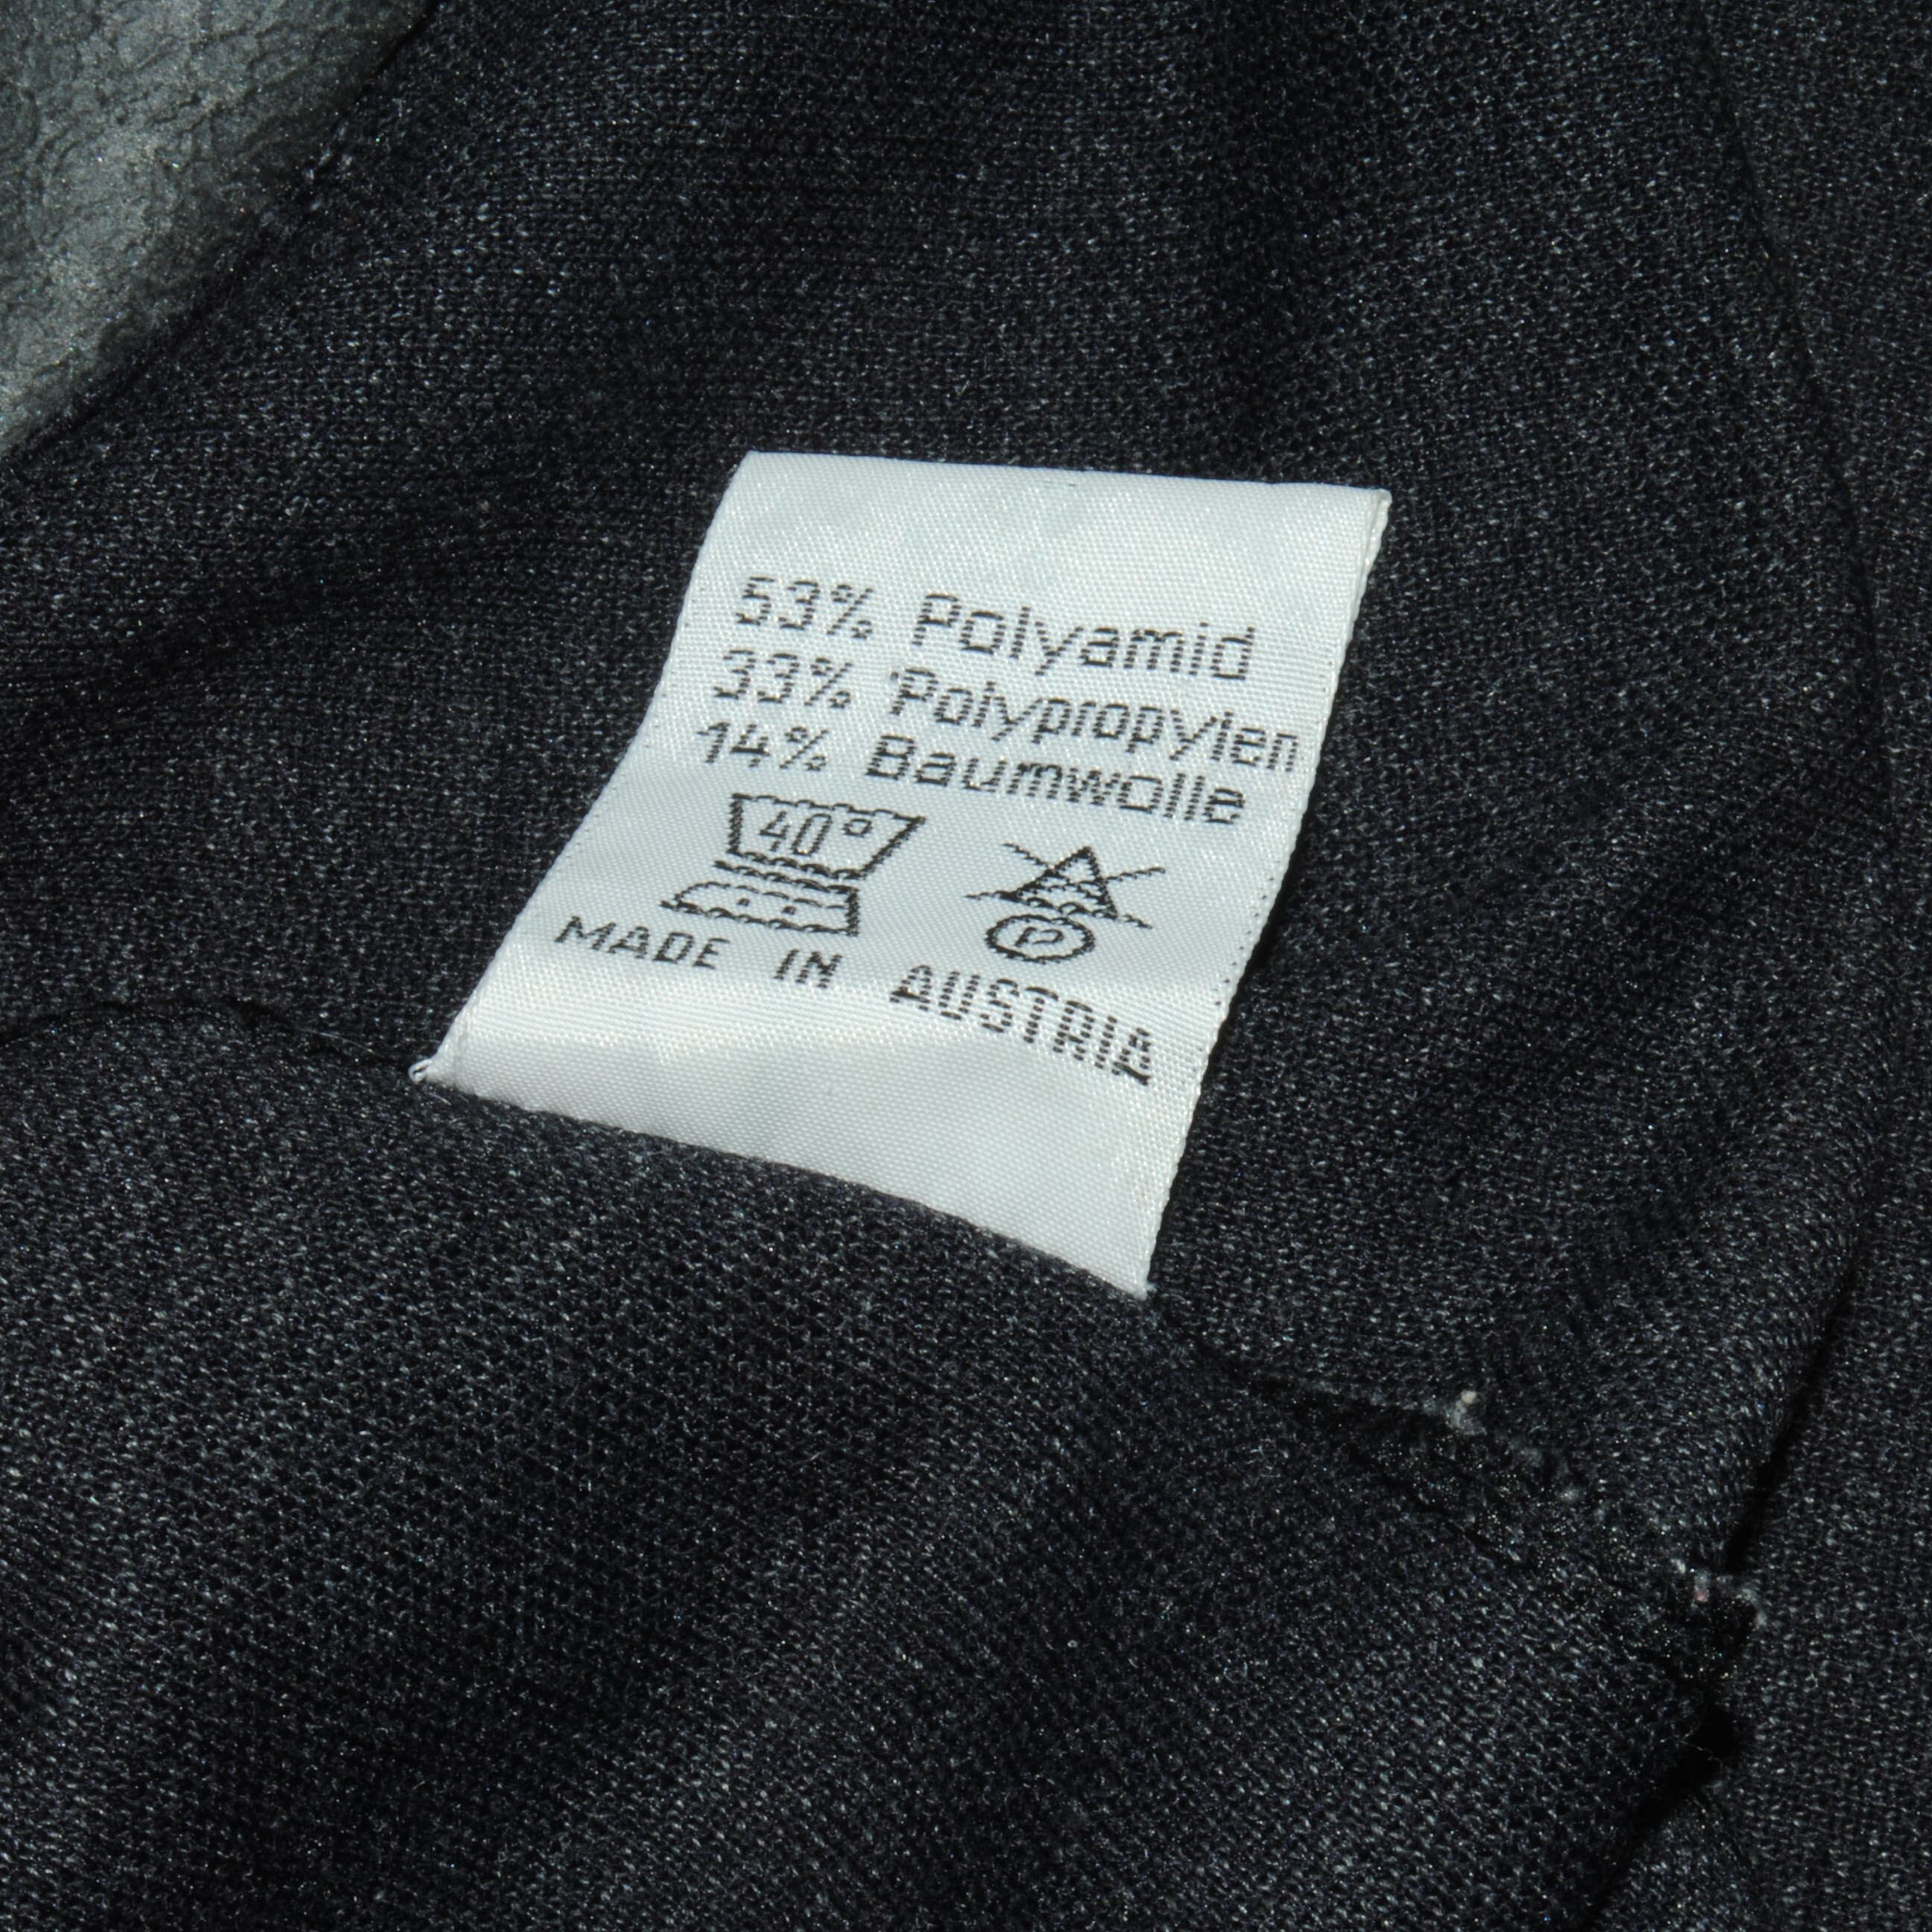 53% Polyamid
33% Polypropylen
14% Baumwolle
40°
P
MADE IN AUSTRIA